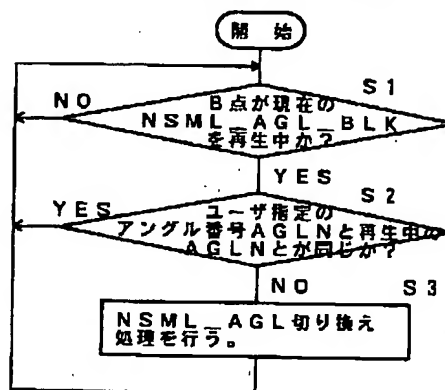 開 始
S1
NO
B点が現在の
NSML_AGL_BLK
を再生中か?
YES
S2
YES
ユーザ指定の
アングル番号AGLNと再生中の
AGLNとが同じか?
NO
S3
NSML_AGL切り換え
処理を行う。